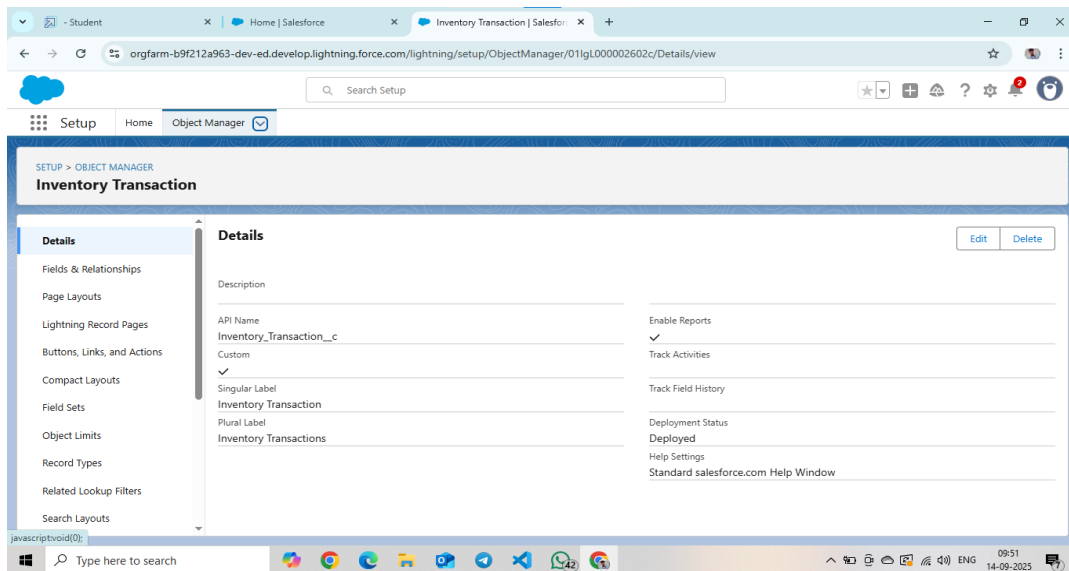 - Student
Home | Salesforce
Inventory Transaction | Salesfor
orgfarm-b9f212a963-dev-ed.develop.lightning.force.com/lightning/setup/ObjectManager/01IgL000002602c/Details/view
Search Setup
2
Setup
Home
Object Manager
SETUP > OBJECT MANAGER
Inventory Transaction
Details
Fields & Relationships
Page Layouts
Lightning Record Pages
Buttons, Links, and Actions
Compact Layouts
Field Sets
Object Limits
Record Types
Related Lookup Filters
Search Layouts
Details
Edit
Delete
Description
API Name
Inventory_Transaction__c
Custom
Singular Label
Inventory Transaction
Plural Label
Inventory Transactions
Enable Reports
Track Activities
Track Field History
Deployment Status
Deployed
Help Settings
Standard salesforce.com Help Window
javascript:void(0);
Type here to search
42
ENG
09:51
14-09-2025